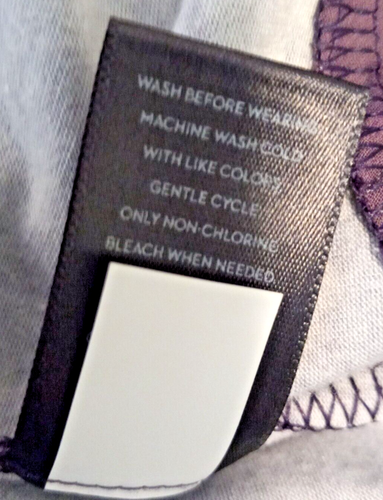 WASH BEFORE WEARING
MACHINE WASH COLD
WITH LIKE COLORS
GENTLE CYCLE
ONLY NON-CHLORINE
BLEACH WHEN NEEDED